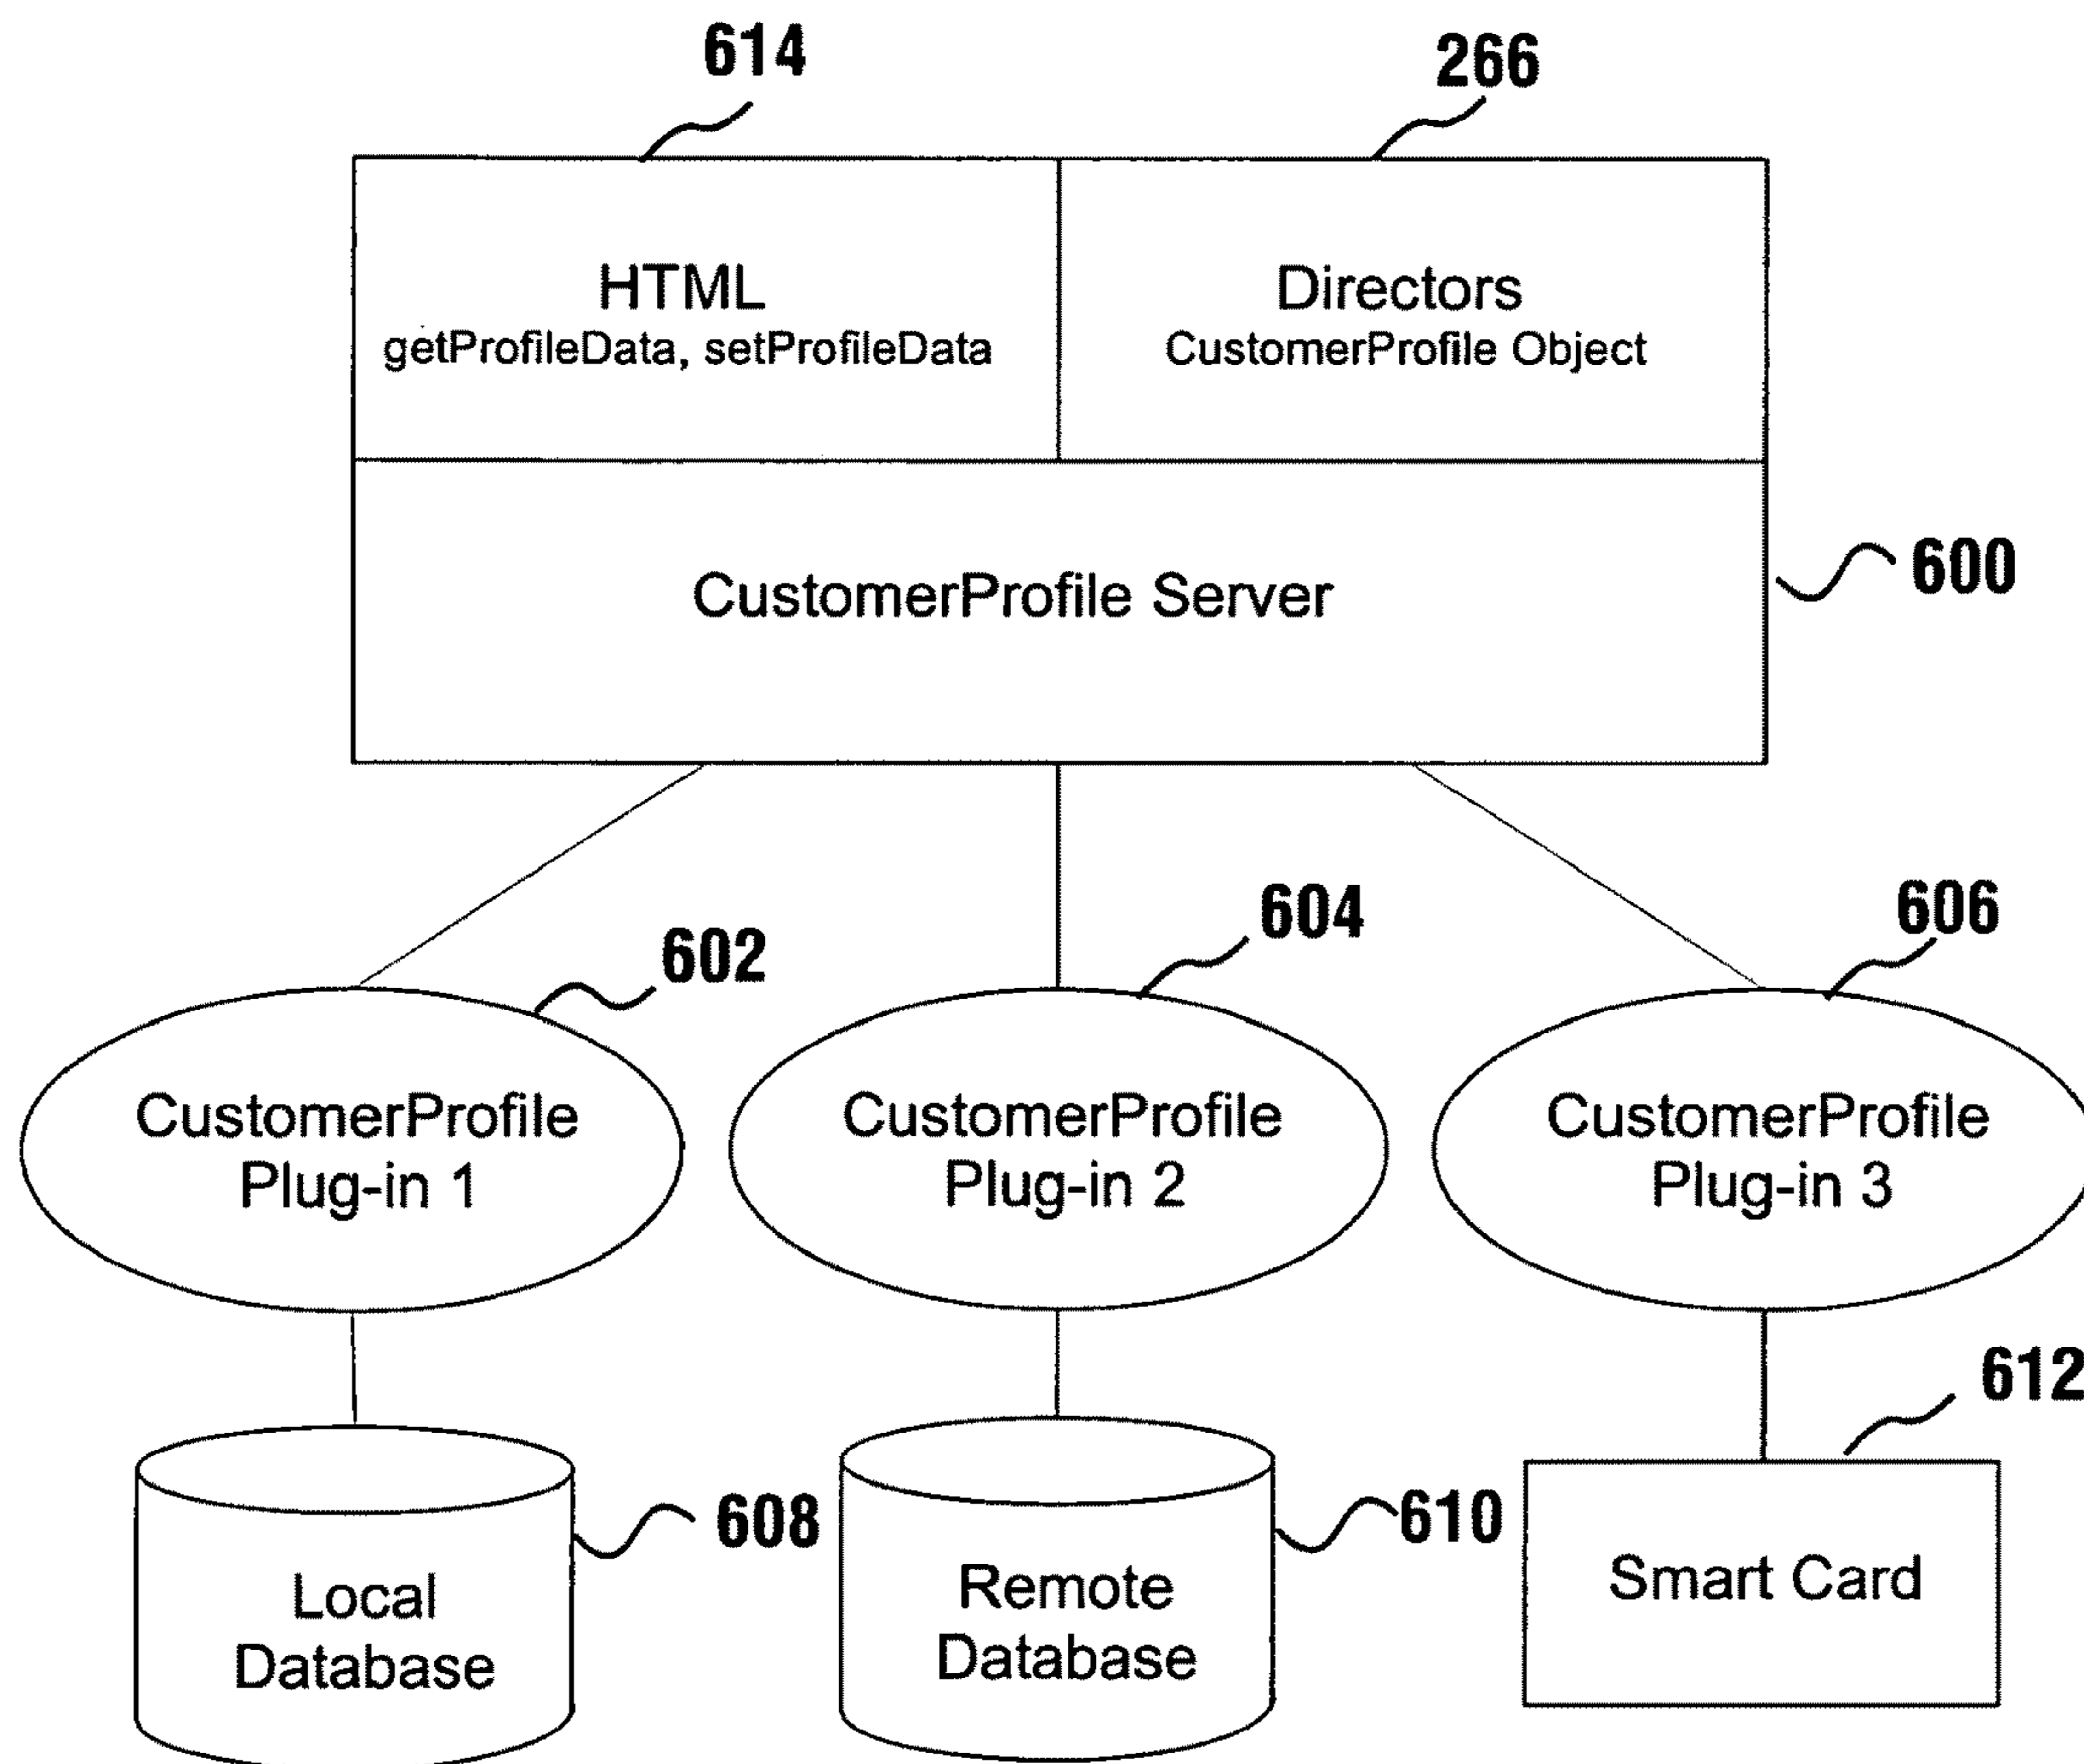 614
266
HTML
getProfileData, setProfileData
Directors
CustomerProfile Object
CustomerProfile Server
600
602
604
606
CustomerProfile
Plug-in 1
CustomerProfile
Plug-in 2
CustomerProfile
Plug-in 3
612
608
610
Local
Database
Remote
Database
Smart Card